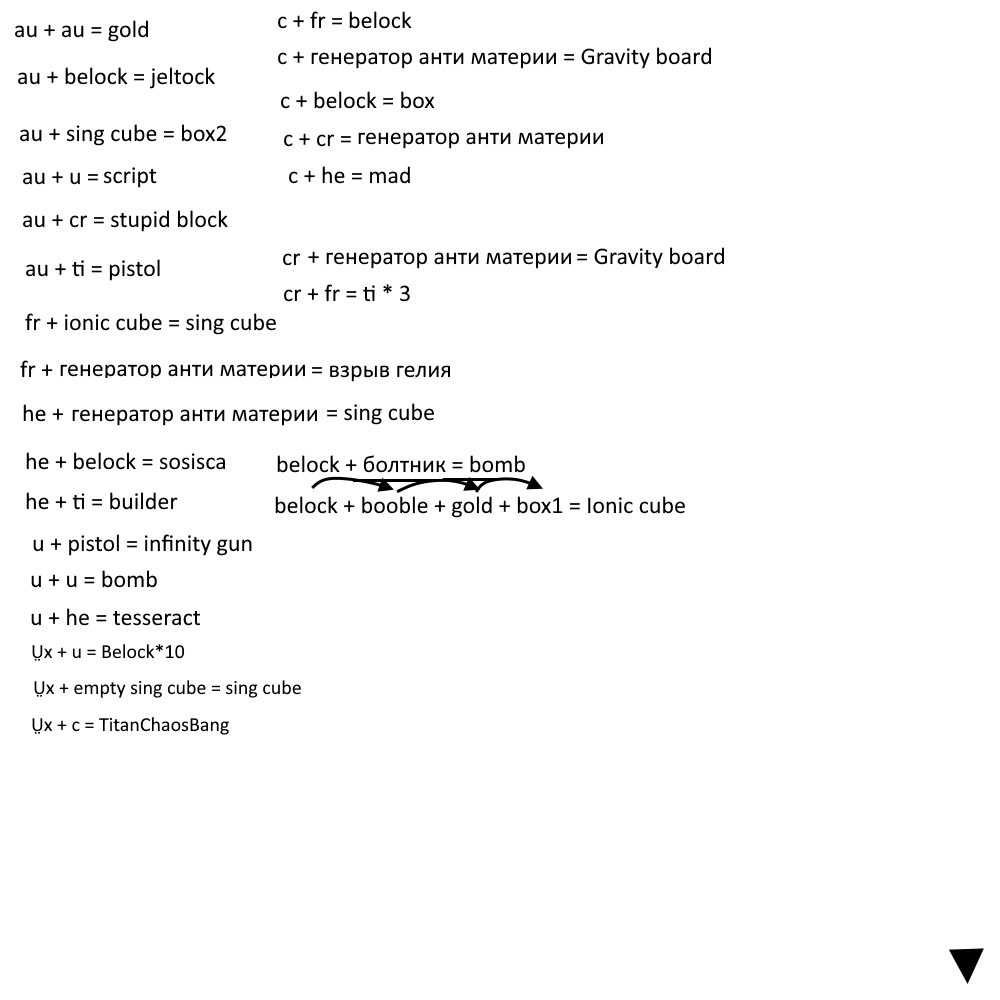 au + au = gold
au + belock = jeltock
au + sing cube = box2
au + u = script
au + cr = stupid block
au + ti = pistol
fr + ionic cube = sing cube
fr + генератор анти материи = взрыв гелия
he + генератор анти материи = sing cube
he + belock = sosisca
he + ti = builder
u + pistol = infinity gun
u + u = bomb
u + he = tesseract
Ṳx + u = Belock*10
Ṳx + empty sing cube = sing cube
Ṳx + c = TitanChaosBang
c + fr = belock
c + генератор анти материи = Gravity board
c + belock = box
c + cr = генератор анти материи
c + he = mad
cr + генератор анти материи = Gravity board
cr + fr = ti * 3
belock + болтник = bomb
belock + booble + gold + box1 = Ionic cube